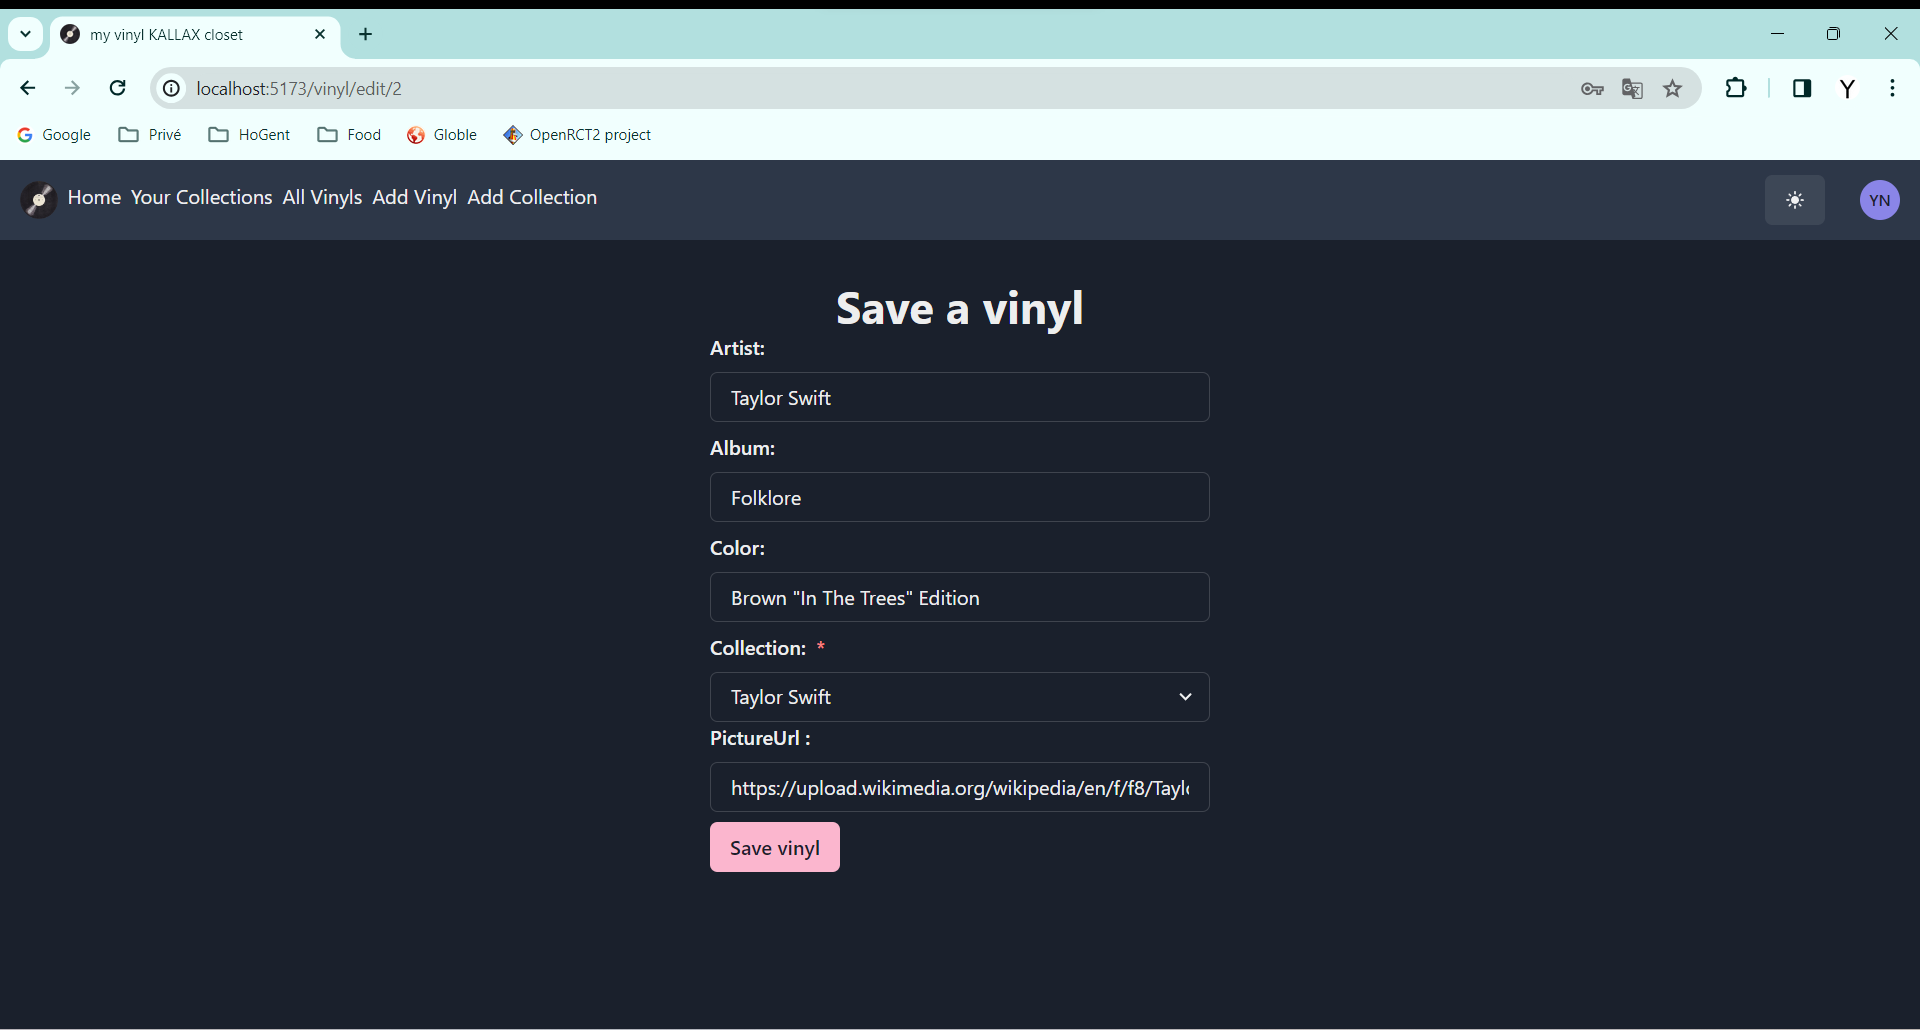 my vinyl KALLAX closet
localhost:5173/vinyl/edit/2
Y
Google Privé HoGent Food Globle OpenRCT2 project
Home Your Collections All Vinyls Add Vinyl Add Collection
YN
Save a vinyl
Artist:
Taylor Swift
Album:
Folklore
Color:
Brown "In The Trees" Edition
Collection: *
Taylor Swift
PictureUrl :
https://upload.wikimedia.org/wikipedia/en/f/f8/Taylo
Save vinyl